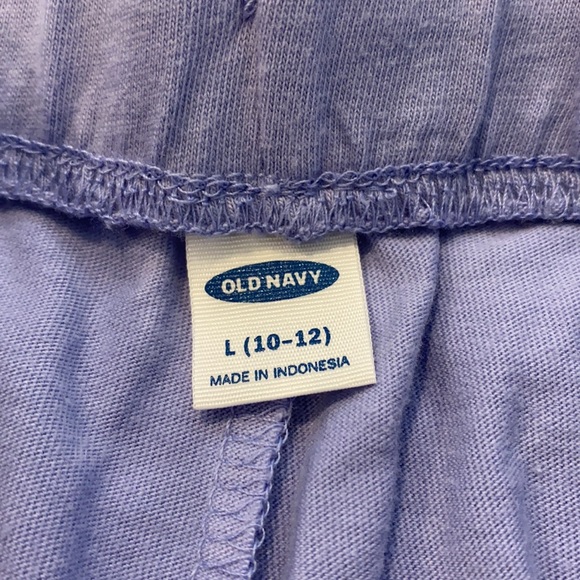 OLD NAVY
L (10-12)
MADE IN INDONESIA